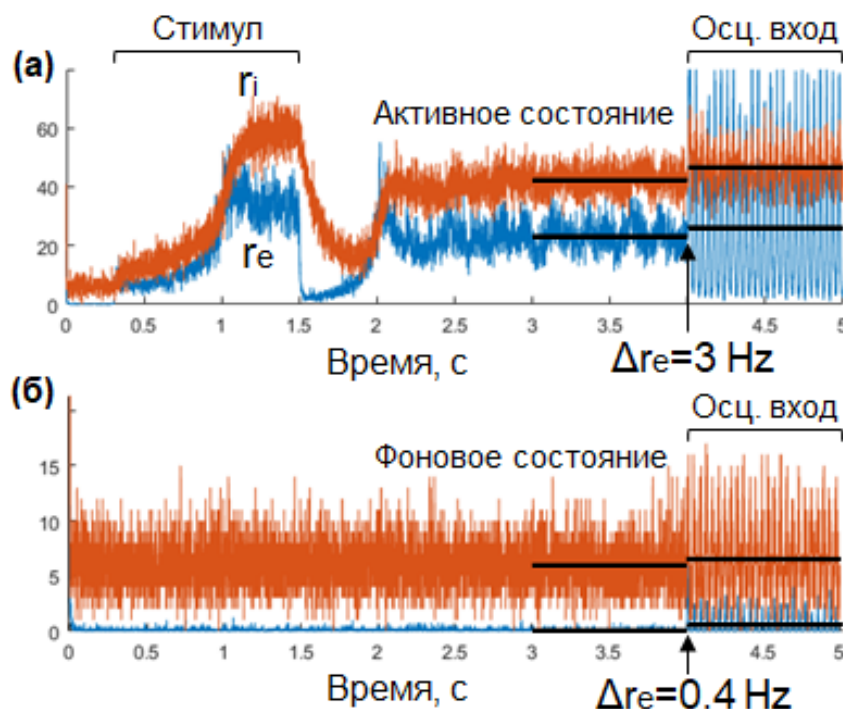 Стимул
Осц. вход
(а)
ri
re
Активное состояние
60
40
20
0
0 0.5 1 1.5 2 2.5 3 3.5 4 4.5 5
Время, с
Δre=3 Hz
(б)
Осц. вход
Фоновое состояние
15
10
5
0
0 0.5 1 1.5 2 2.5 3 3.5 4 4.5 5
Время, с
Δre=0.4 Hz